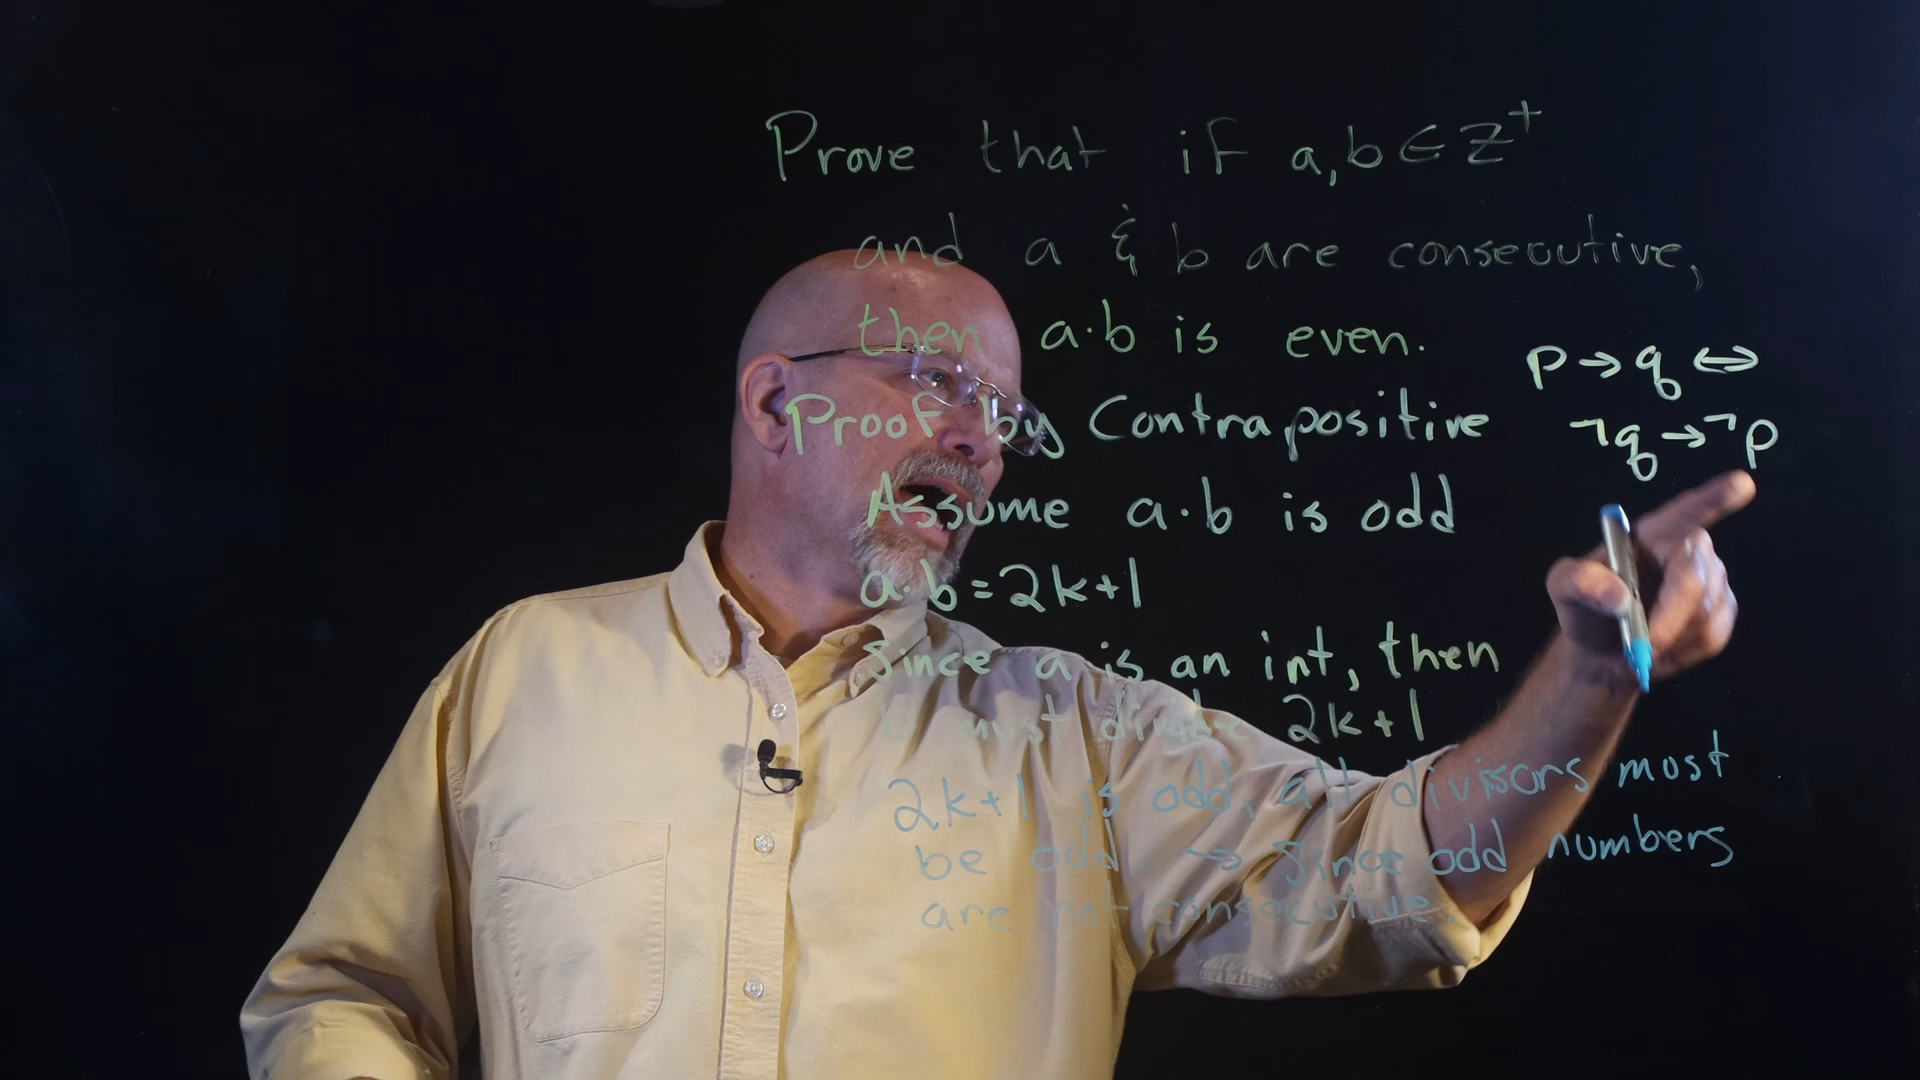 Prove that if a,b ∈ Z⁺
and a & b are consecutive,
then a·b is even.
p → q ↔
¬q → ¬p
Proof by Contrapositive
Assume a·b is odd
a·b = 2k+1
Since a is an int, then
b must divide 2k+1
2k+1 is odd, all divisors most
be odd. → Since odd numbers
are not consecutive.